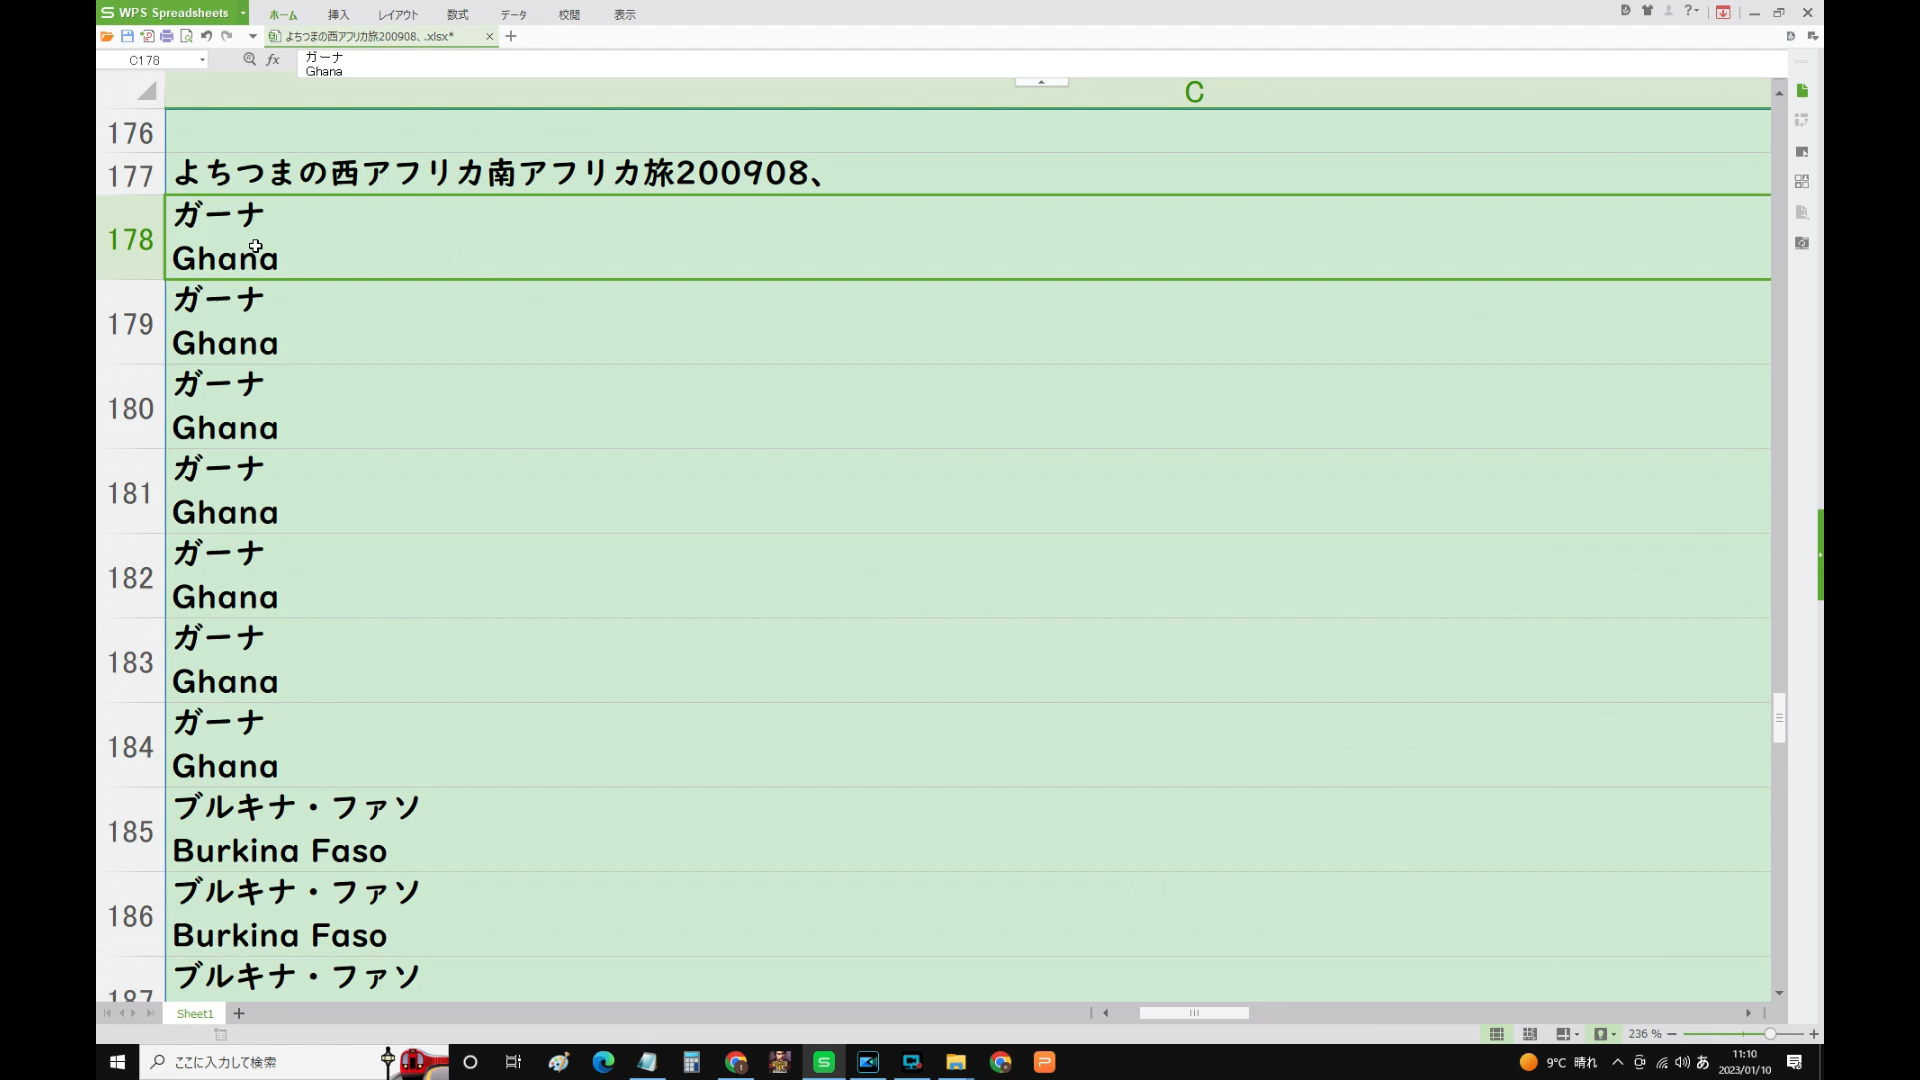 WPS Spreadsheets
ホーム
挿入
レイアウト
数式
データ
校閲
表示
よちつまの西アフリカ旅200908、.xlsx*
C178
fx
ガーナ
Ghana
C
176
177
よちつまの西アフリカ南アフリカ旅200908、
178
ガーナ
Ghana
179
ガーナ
Ghana
180
ガーナ
Ghana
181
ガーナ
Ghana
182
ガーナ
Ghana
183
ガーナ
Ghana
184
ガーナ
Ghana
185
ブルキナ・ファソ
Burkina Faso
186
ブルキナ・ファソ
Burkina Faso
187
ブルキナ・ファソ
Sheet1
236 %
ここに入力して検索
9°C 晴れ
あ
11:10
2023/01/10